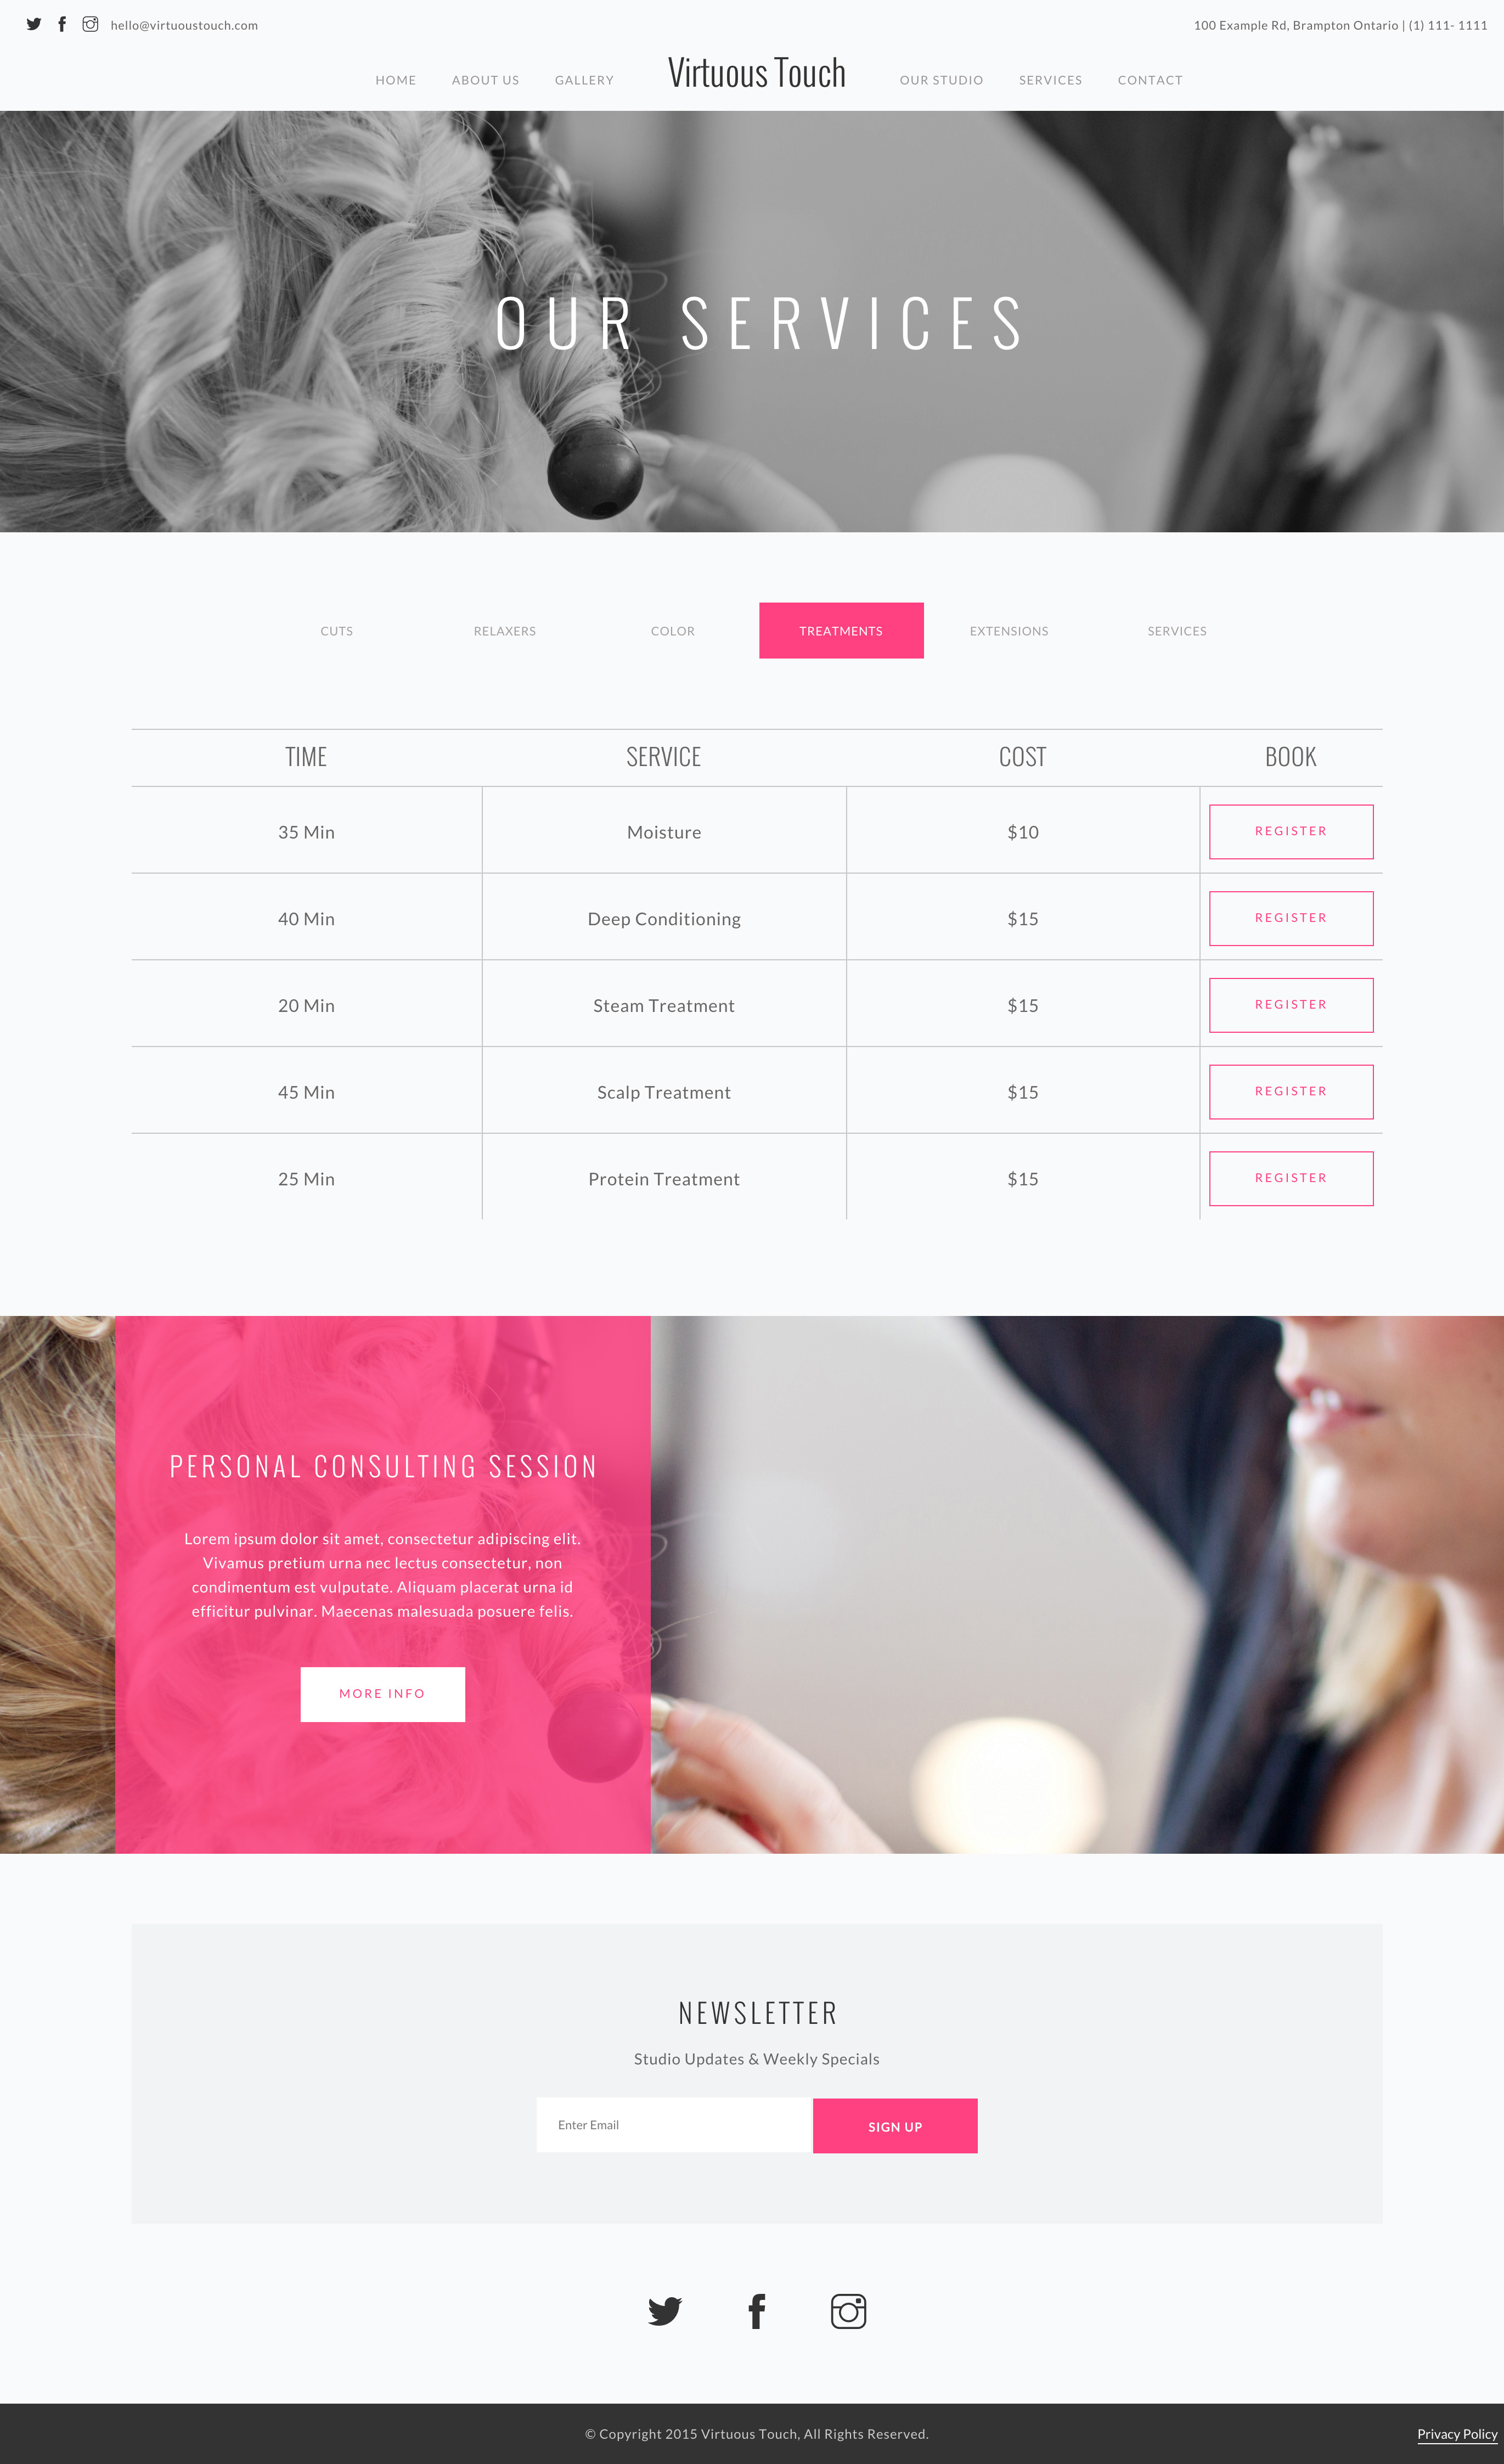 hello@virtuoustouch.com
100 Example Rd, Brampton Ontario | (1) 111- 1111
HOME ABOUT US GALLERY Virtuous Touch OUR STUDIO SERVICES CONTACT
OUR SERVICES
CUTS RELAXERS COLOR TREATMENTS EXTENSIONS SERVICES
TIME SERVICE COST BOOK
35 Min Moisture $10 REGISTER
40 Min Deep Conditioning $15 REGISTER
20 Min Steam Treatment $15 REGISTER
45 Min Scalp Treatment $15 REGISTER
25 Min Protein Treatment $15 REGISTER
PERSONAL CONSULTING SESSION
Lorem ipsum dolor sit amet, consectetur adipiscing elit.
Vivamus pretium urna nec lectus consectetur, non
condimentum est vulputate. Aliquam placerat urna id
efficitur pulvinar. Maecenas malesuada posuere felis.
MORE INFO
NEWSLETTER
Studio Updates & Weekly Specials
Enter Email SIGN UP
© Copyright 2015 Virtuous Touch, All Rights Reserved.
Privacy Policy